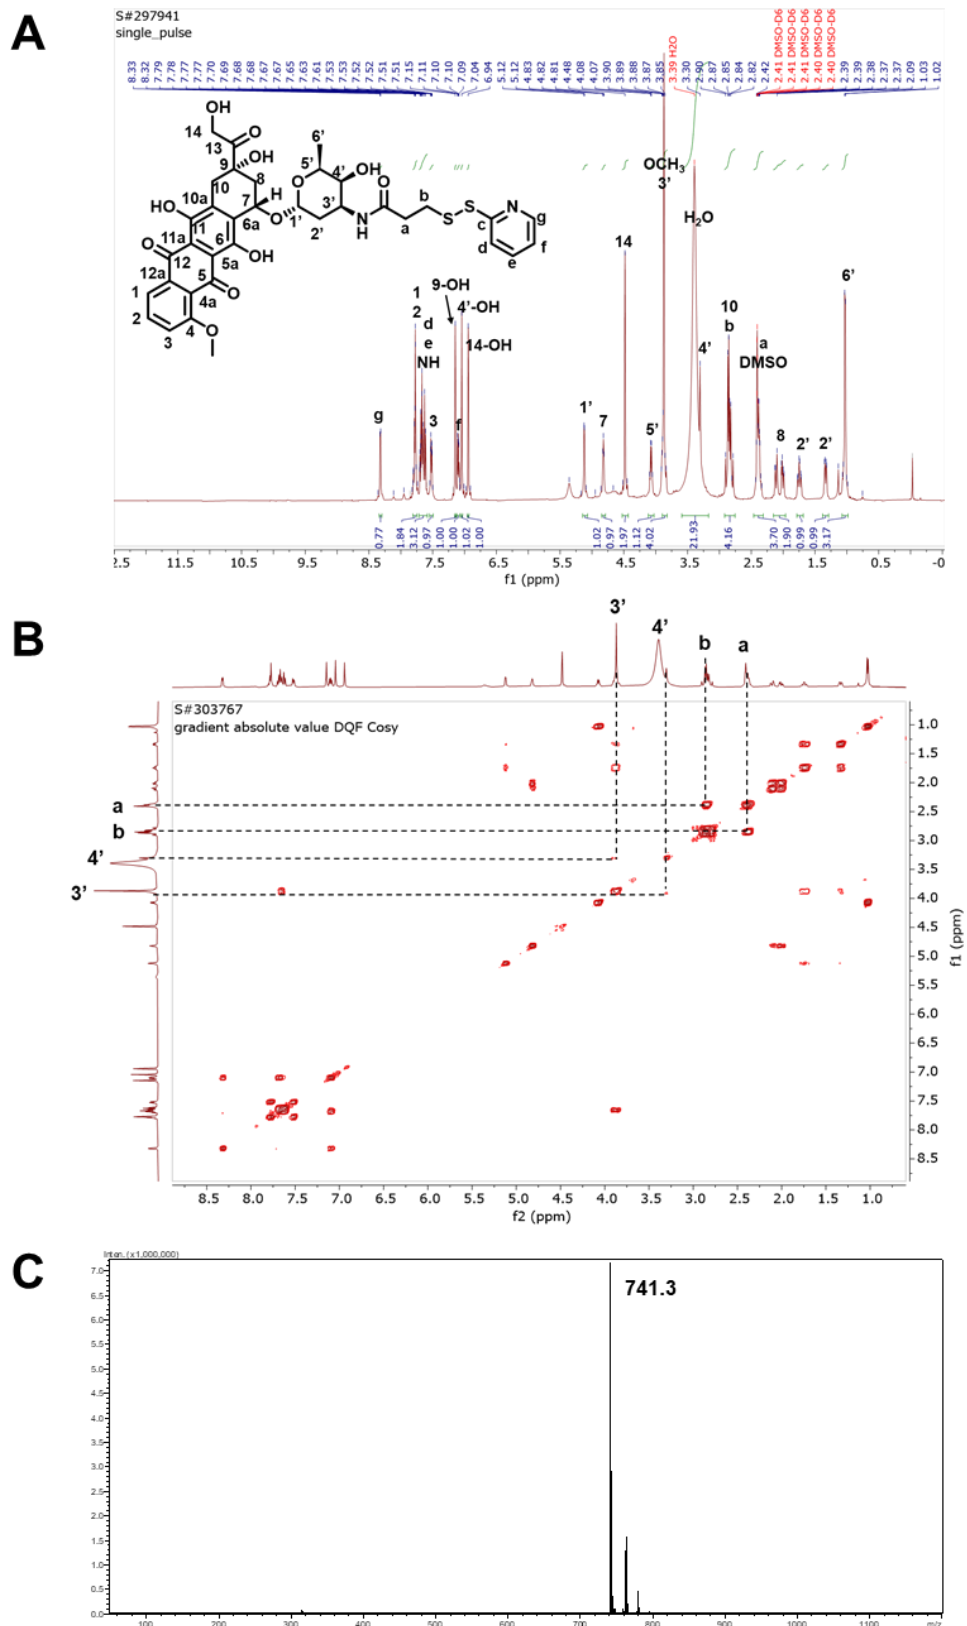 A
S#297941
single_pulse
8.33 8.32 7.79 7.78 7.77 7.77 7.70 7.69 7.68 7.68 7.67 7.67 7.65 7.63 7.61 7.53 7.53 7.52 7.52 7.51 7.51 7.15 7.11 7.10 7.10 7.09 7.04 6.94 5.12 5.12 4.83 4.82 4.81 4.48 4.08 4.07 3.90 3.89 3.88 3.87 3.85 3.39 H2O 3.30 2.90 2.87 2.85 2.84 2.82 2.42 2.41 DMSO-D6 2.41 DMSO-D6 2.41 DMSO-D6 2.40 DMSO-D6 2.40 DMSO-D6 2.39 2.39 2.38 2.37 2.37 2.09 1.03 1.02
OH
14
O
13
OH
9
8
10
H
7
10a
6a
HO
11
6
O
11a
OH
12
5a
12a
5
O
1
4a
2
4
3
O
6'
5'
4'
OH
O
O
1'
3'
2'
N
H
O
b
a
S
S
c
N
g
d
f
e
OCH3
3'
H2O
14
9-OH
4'-OH
14-OH
1
2
d
e
NH
g
3
f
1'
7
5'
4'
10
b
a
DMSO
8
2'
2'
6'
0.77 1.84 3.12 0.97 1.00 1.00 1.02 1.00 1.02 0.97 1.97 1.12 4.02 21.93 4.16 3.70 1.90 0.99 0.99 3.17
2.5 11.5 10.5 9.5 8.5 7.5 6.5 5.5 4.5 3.5 2.5 1.5 0.5 -0
f1 (ppm)
B
3'
4'
b
a
S#303767
gradient absolute value DQF Cosy
a
b
4'
3'
1.0
1.5
2.0
2.5
3.0
3.5
4.0
4.5
5.0
5.5
6.0
6.5
7.0
7.5
8.0
8.5
f1 (ppm)
8.5 8.0 7.5 7.0 6.5 6.0 5.5 5.0 4.5 4.0 3.5 3.0 2.5 2.0 1.5 1.0
f2 (ppm)
C
Inten. (x1,000,000)
741.3
7.0
6.5
6.0
5.5
5.0
4.5
4.0
3.5
3.0
2.5
2.0
1.5
1.0
0.5
0.0
100 200 300 400 500 600 700 800 900 1000 1100 m/z